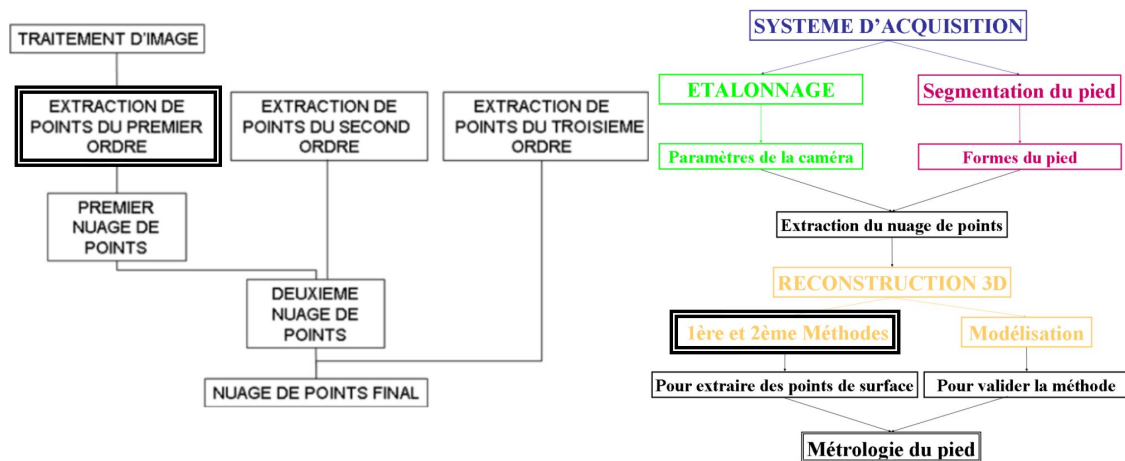 TRAITEMENT D'IMAGE
EXTRACTION DE
POINTS DU PREMIER
ORDRE
EXTRACTION DE
POINTS DU SECOND
ORDRE
EXTRACTION DE
POINTS DU TROISIEME
ORDRE
PREMIER
NUAGE DE
POINTS
DEUXIEME
NUAGE DE
POINTS
NUAGE DE POINTS FINAL
SYSTEME D'ACQUISITION
ETALONNAGE
Segmentation du pied
Paramètres de la caméra
Formes du pied
Extraction du nuage de points
RECONSTRUCTION 3D
1ère et 2ème Méthodes
Modélisation
Pour extraire des points de surface
Pour valider la méthode
Métrologie du pied